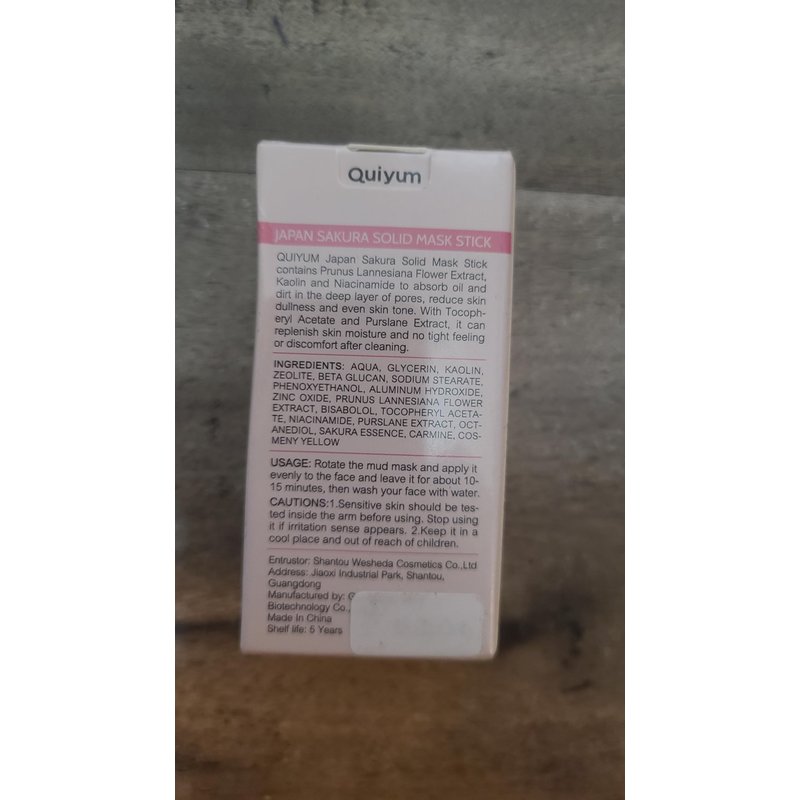 Quiyum
JAPAN SAKURA SOLID MASK STICK
QUIYUM Japan Sakura Solid Mask Stick
contains Prunus Lannesiana Flower Extract,
Kaolin and Niacinamide to absorb oil and
dirt in the deep layer of pores, reduce skin
dullness and even skin tone. With Tocoph-
eryl Acetate and Purslane Extract, it can
replenish skin moisture and no tight feeling
or discomfort after cleaning.
INGREDIENTS: AQUA, GLYCERIN, KAOLIN,
ZEOLITE, BETA GLUCAN, SODIUM STEARATE,
PHENOXYETHANOL, ALUMINUM HYDROXIDE,
ZINC OXIDE, PRUNUS LANNESIANA FLOWER
EXTRACT, BISABOLOL, TOCOPHERYL ACETA-
TE, NIACINAMIDE, PURSLANE EXTRACT, OCT-
ANEDIOL, SAKURA ESSENCE, CARMINE, COS-
MENY YELLOW
USAGE: Rotate the mud mask and apply it
evenly to the face and leave it for about 10-
15 minutes, then wash your face with water.
CAUTIONS:1.Sensitive skin should be tes-
ted inside the arm before using. Stop using
it if irritation sense appears. 2.Keep it in a
cool place and out of reach of children.
Entrustor: Shantou Wesheda Cosmetics Co.,Ltd
Address: Jiaoxi Industrial Park, Shantou,
Guangdong
Manufactured by:
Biotechnology Co.,
Made In China
Shelf life: 5 Years